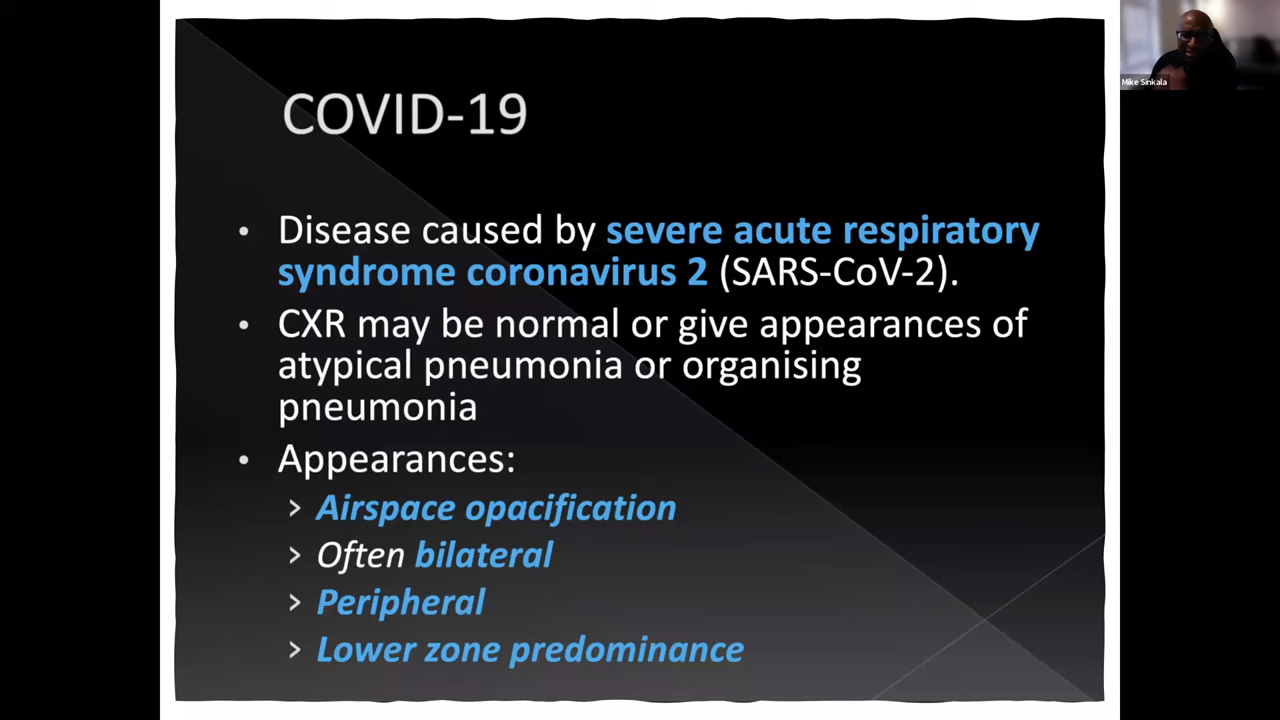 COVID-19
Mike Sinkala
• Disease caused by severe acute respiratory
syndrome coronavirus 2 (SARS-CoV-2).
• CXR may be normal or give appearances of
atypical pneumonia or organising
pneumonia
• Appearances:
› Airspace opacification
› Often bilateral
› Peripheral
› Lower zone predominance